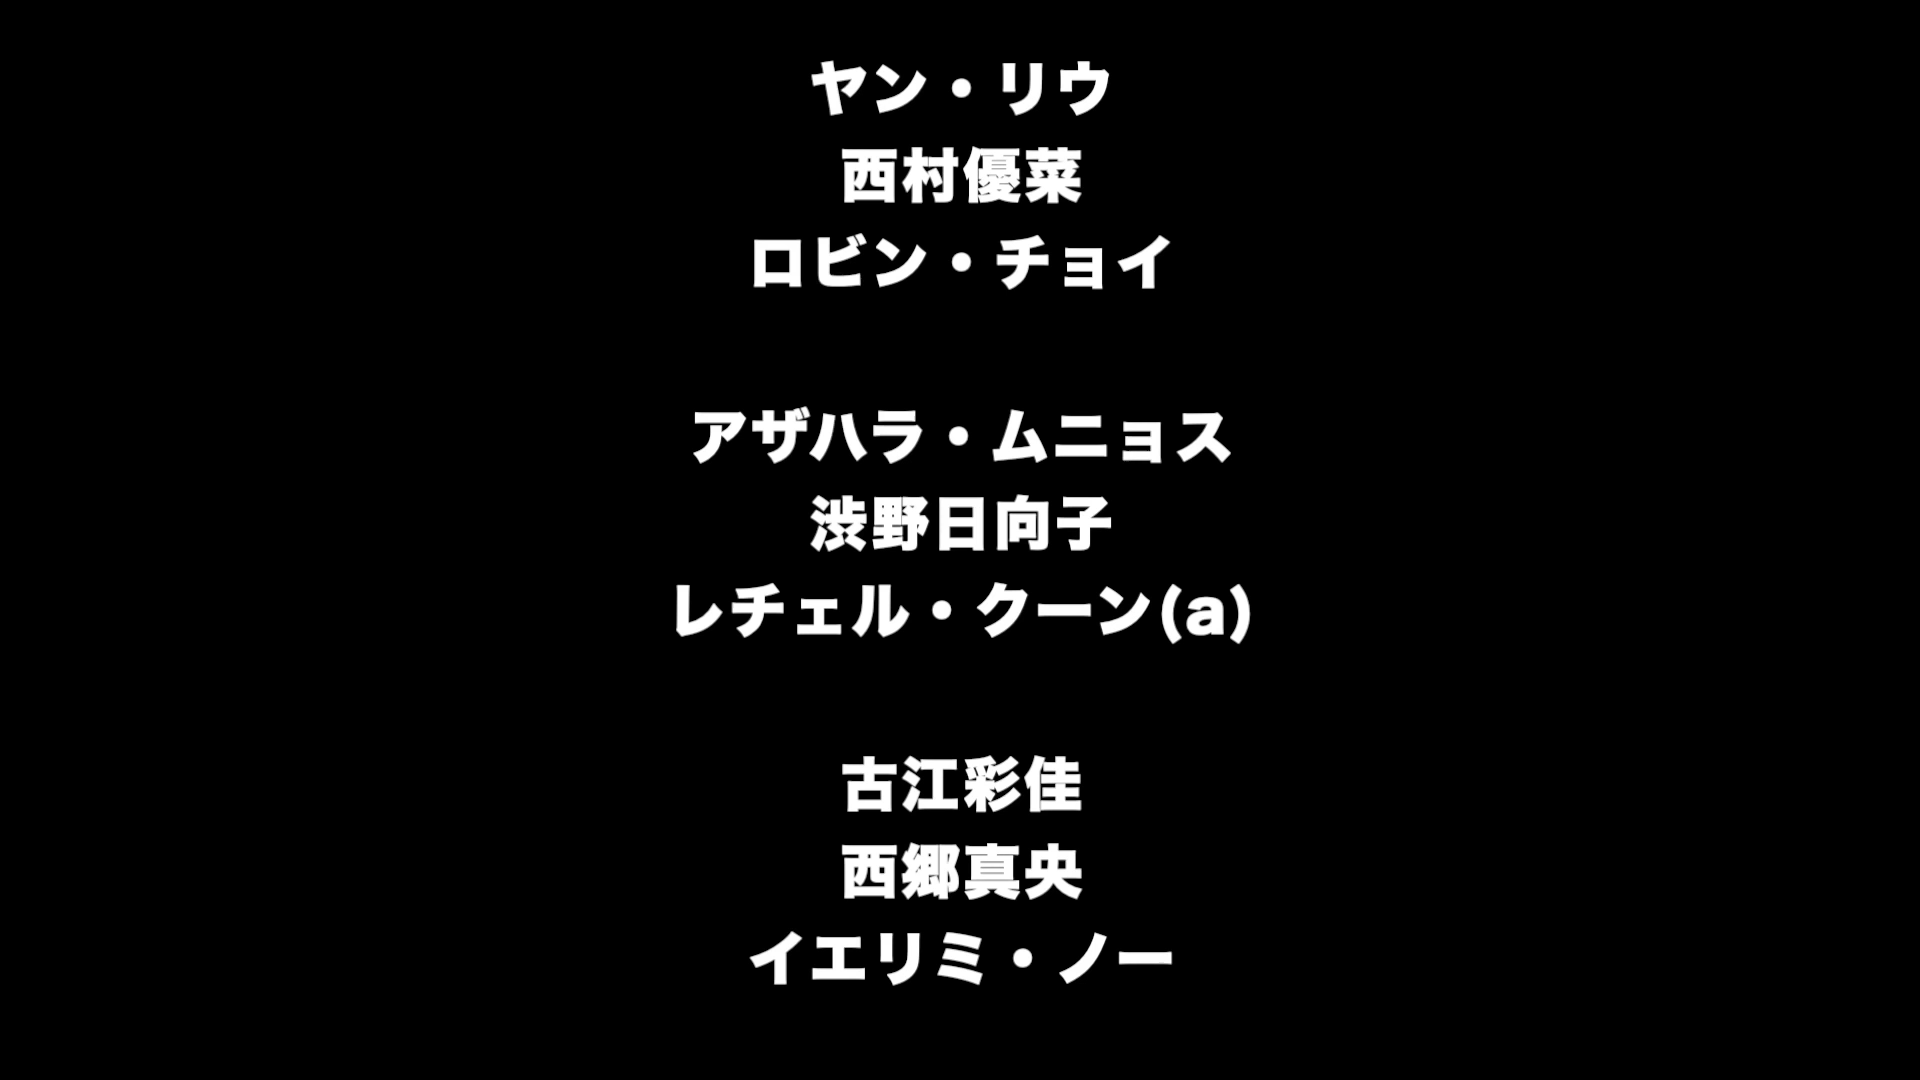 ヤン・リウ
西村優菜
ロビン・チョイ
アザハラ・ムニョス
渋野日向子
レチェル・クーン(a)
古江彩佳
西郷真央
イエリミ・ノー